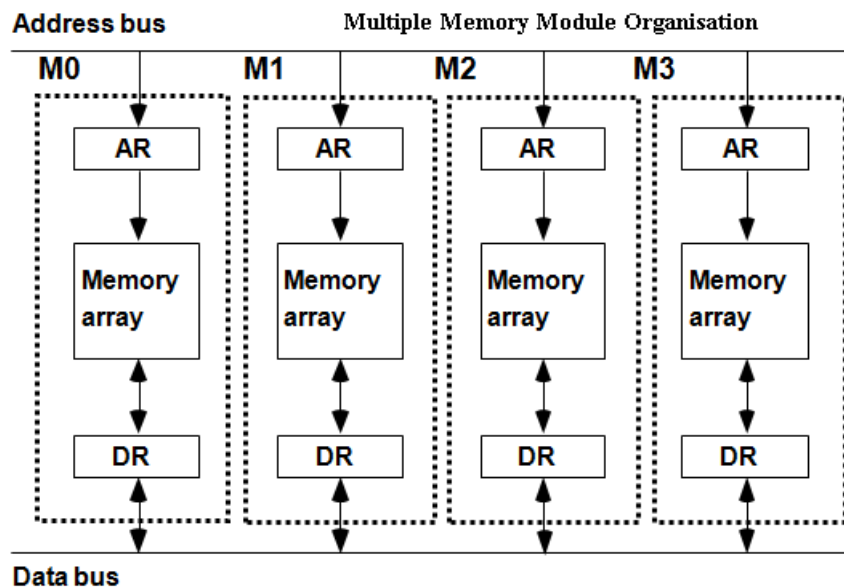 Address bus
Multiple Memory Module Organisation
M0 M1 M2 M3
AR AR AR AR
Memory array Memory array Memory array Memory array
DR DR DR DR
Data bus